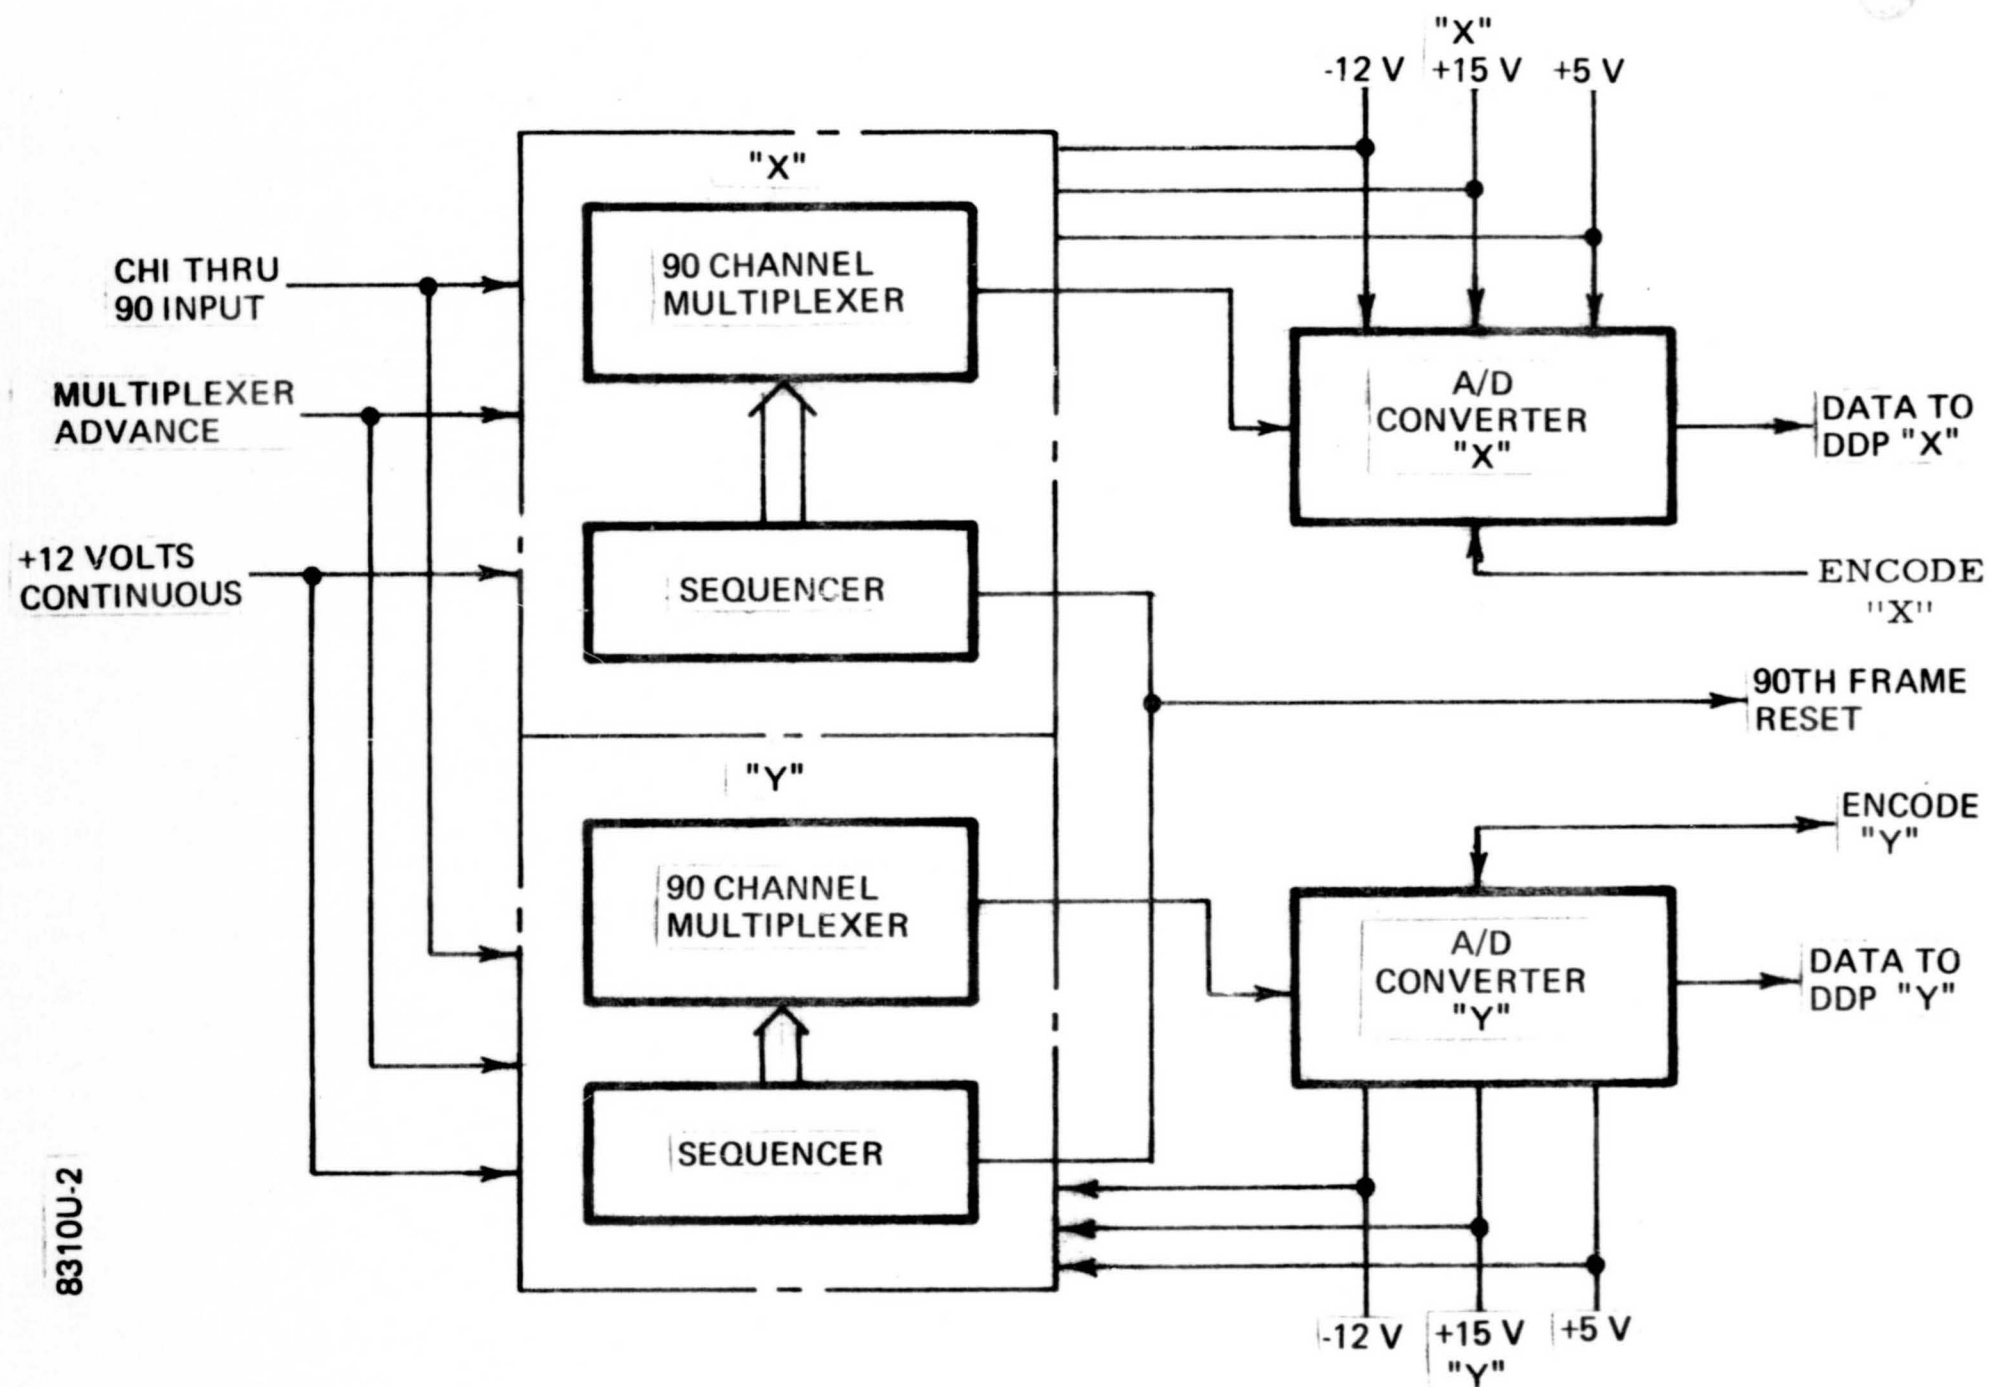 "X"
-12 V +15 V +5 V
"X"
90 CHANNEL
MULTIPLEXER
CHI THRU
90 INPUT
MULTIPLEXER
ADVANCE
+12 VOLTS
CONTINUOUS
SEQUENCER
A/D
CONVERTER
"X"
DATA TO
DDP "X"
ENCODE
"X"
90TH FRAME
RESET
"Y"
90 CHANNEL
MULTIPLEXER
SEQUENCER
ENCODE
"Y"
A/D
CONVERTER
"Y"
DATA TO
DDP "Y"
-12 V +15 V +5 V
"Y"
8310U-2